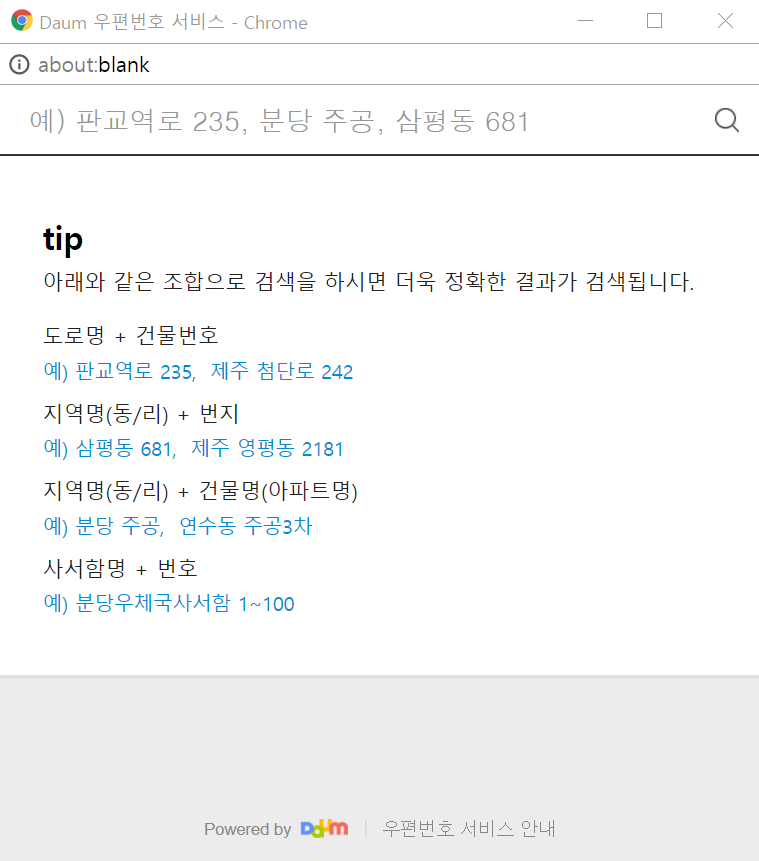 Daum 우편번호 서비스 - Chrome
about:blank
예) 판교역로 235, 분당 주공, 삼평동 681
tip
아래와 같은 조합으로 검색을 하시면 더욱 정확한 결과가 검색됩니다.
도로명 + 건물번호
예) 판교역로 235, 제주 첨단로 242
지역명(동/리) + 번지
예) 삼평동 681, 제주 영평동 2181
지역명(동/리) + 건물명(아파트명)
예) 분당 주공, 연수동 주공3차
사서함명 + 번호
예) 분당우체국사서함 1~100
Powered by Daum | 우편번호 서비스 안내